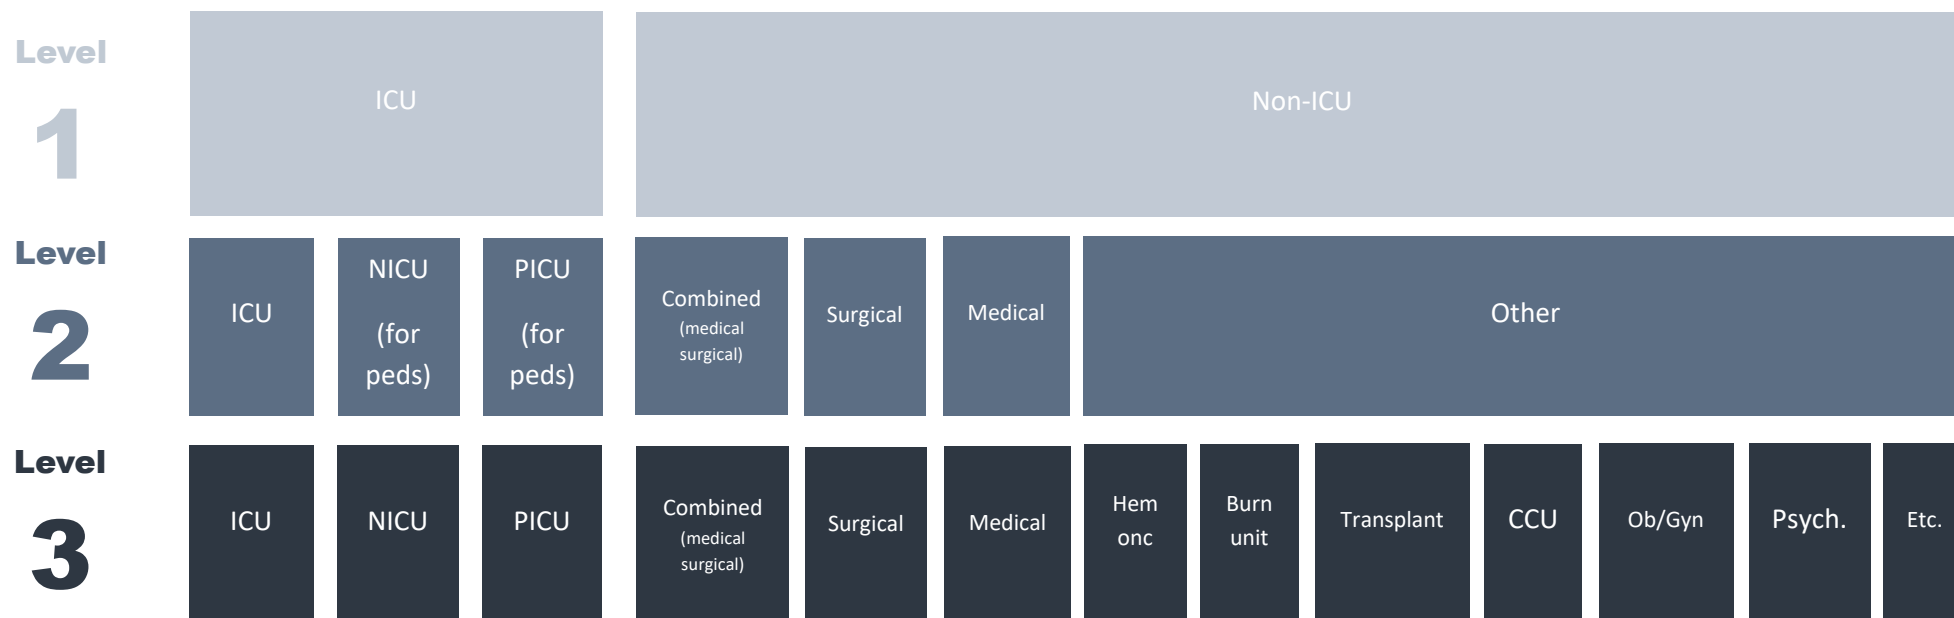 Level
1
ICU
Non-ICU
Level
2
ICU
NICU
(for
peds)
PICU
(for
peds)
Combined
(medical
surgical)
Surgical
Medical
Other
Level
3
ICU
NICU
PICU
Combined
(medical
surgical)
Surgical
Medical
Hem
onc
Burn
unit
Transplant
CCU
Ob/Gyn
Psych.
Etc.